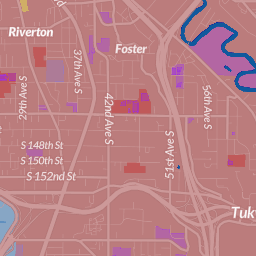 Rd
Riverton
Foster
37th Ave S
29th Ave S
42nd Ave S
56th Ave S
51st Ave S
S 148th St
S 150th St
S 152nd St
Tuk